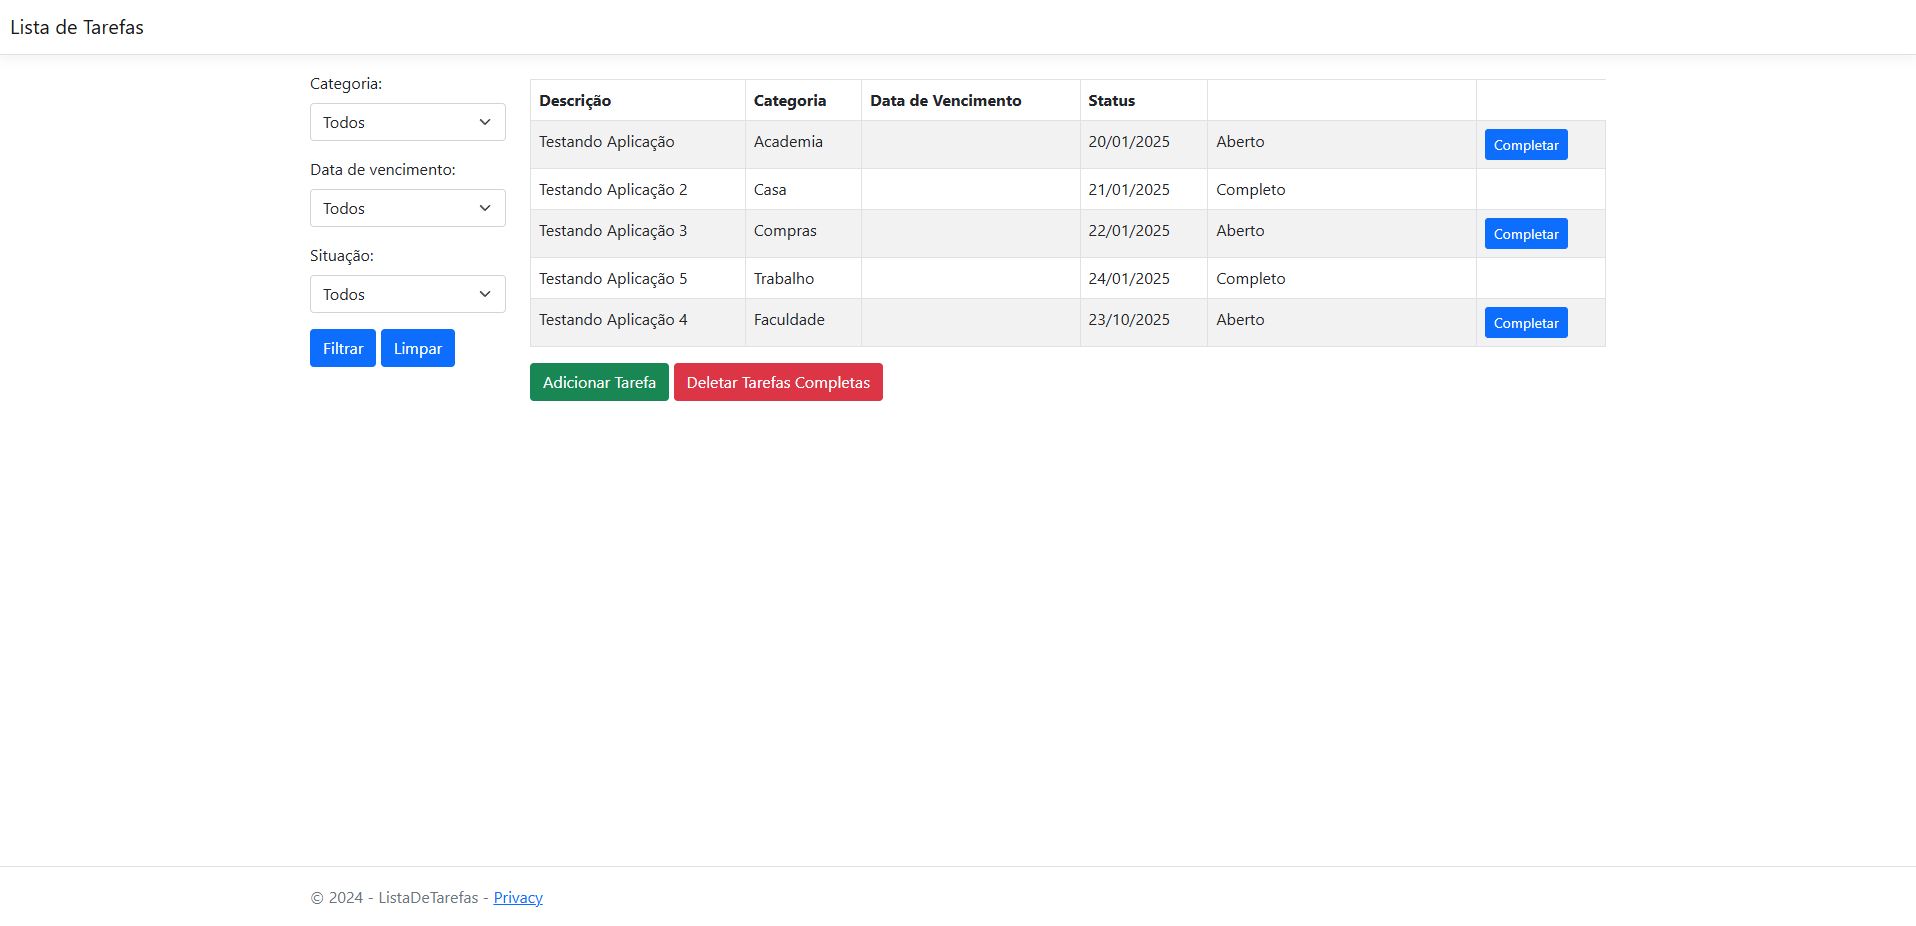 Lista de Tarefas
Categoria:
Todos
Data de vencimento:
Todos
Situação:
Todos
Filtrar Limpar
Descrição Categoria Data de Vencimento Status
Testando Aplicação Academia 20/01/2025 Aberto Completar
Testando Aplicação 2 Casa 21/01/2025 Completo
Testando Aplicação 3 Compras 22/01/2025 Aberto Completar
Testando Aplicação 5 Trabalho 24/01/2025 Completo
Testando Aplicação 4 Faculdade 23/10/2025 Aberto Completar
Adicionar Tarefa Deletar Tarefas Completas
© 2024 - ListaDeTarefas - Privacy